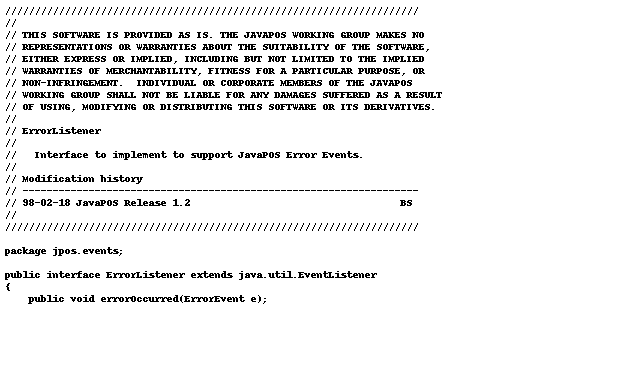 /////////////////////////////////////////////////////////////////////
//
// THIS SOFTWARE IS PROVIDED AS IS. THE JAVAPOS WORKING GROUP MAKES NO
// REPRESENTATIONS OR WARRANTIES ABOUT THE SUITABILITY OF THE SOFTWARE,
// EITHER EXPRESS OR IMPLIED, INCLUDING BUT NOT LIMITED TO THE IMPLIED
// WARRANTIES OF MERCHANTABILITY, FITNESS FOR A PARTICULAR PURPOSE, OR
// NON-INFRINGEMENT.  INDIVIDUAL OR CORPORATE MEMBERS OF THE JAVAPOS
// WORKING GROUP SHALL NOT BE LIABLE FOR ANY DAMAGES SUFFERED AS A RESULT
// OF USING, MODIFYING OR DISTRIBUTING THIS SOFTWARE OR ITS DERIVATIVES.
//
// ErrorListener
//
//   Interface to implement to support JavaPOS Error Events.
//
// Modification history
// ------------------------------------------------------------------
// 98-02-18 JavaPOS Release 1.2                                   BS
//
/////////////////////////////////////////////////////////////////////

package jpos.events;

public interface ErrorListener extends java.util.EventListener
{
    public void errorOccurred(ErrorEvent e);